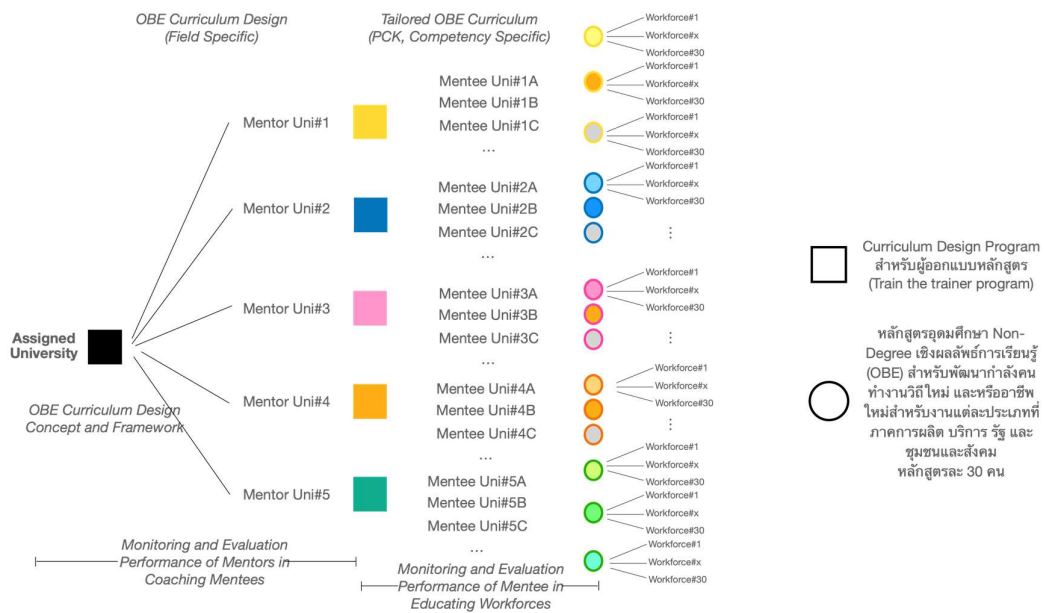 OBE Curriculum Design
(Field Specific)
Tailored OBE Curriculum
(PCK, Competency Specific)
Workforce#1
Workforce#x
Workforce#30
Mentor Uni#1
Mentee Uni#1A
Mentee Uni#1B
Mentee Uni#1C
...
Workforce#1
Workforce#x
Workforce#30
Workforce#1
Workforce#x
Workforce#30
Mentor Uni#2
Mentee Uni#2A
Mentee Uni#2B
Mentee Uni#2C
...
Workforce#1
Workforce#x
Workforce#30
⋮
Mentor Uni#3
Mentee Uni#3A
Mentee Uni#3B
Mentee Uni#3C
...
Workforce#1
Workforce#x
Workforce#30
⋮
Assigned
University
OBE Curriculum Design
Concept and Framework
Mentor Uni#4
Mentee Uni#4A
Mentee Uni#4B
Mentee Uni#4C
...
Workforce#1
Workforce#x
Workforce#30
⋮
Mentor Uni#5
Mentee Uni#5A
Mentee Uni#5B
Mentee Uni#5C
...
Workforce#1
Workforce#x
Workforce#30
Workforce#1
Workforce#x
Workforce#30
Workforce#1
Workforce#x
Workforce#30
Monitoring and Evaluation
Performance of Mentors in
Coaching Mentees
Monitoring and Evaluation
Performance of Mentee in
Educating Workforces
Curriculum Design Program
สำหรับผู้ออกแบบหลักสูตร
(Train the trainer program)
หลักสูตรอุดมศึกษา Non-
Degree เชิงผลลัพธ์การเรียนรู้
(OBE) สำหรับพัฒนากำลังคน
ทำงานวิถีใหม่ และหรืออาชีพ
ใหม่สำหรับงานแต่ละประเภทที่
ภาคการผลิต บริการ รัฐ และ
ชุมชนและสังคม
หลักสูตรละ 30 คน